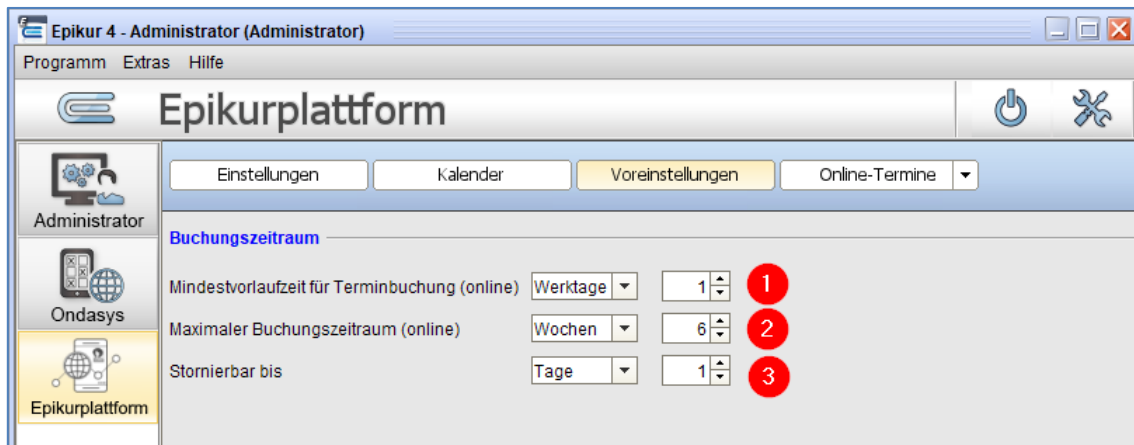 Epikur 4 - Administrator (Administrator)
Programm Extras Hilfe
Epikurplattform
Einstellungen Kalender Voreinstellungen Online-Termine
Administrator
Buchungszeitraum
Mindestvorlaufzeit für Terminbuchung (online) Werktage 1 1
Ondasys
Maximaler Buchungszeitraum (online) Wochen 6 2
Stornierbar bis Tage 1 3
Epikurplattform